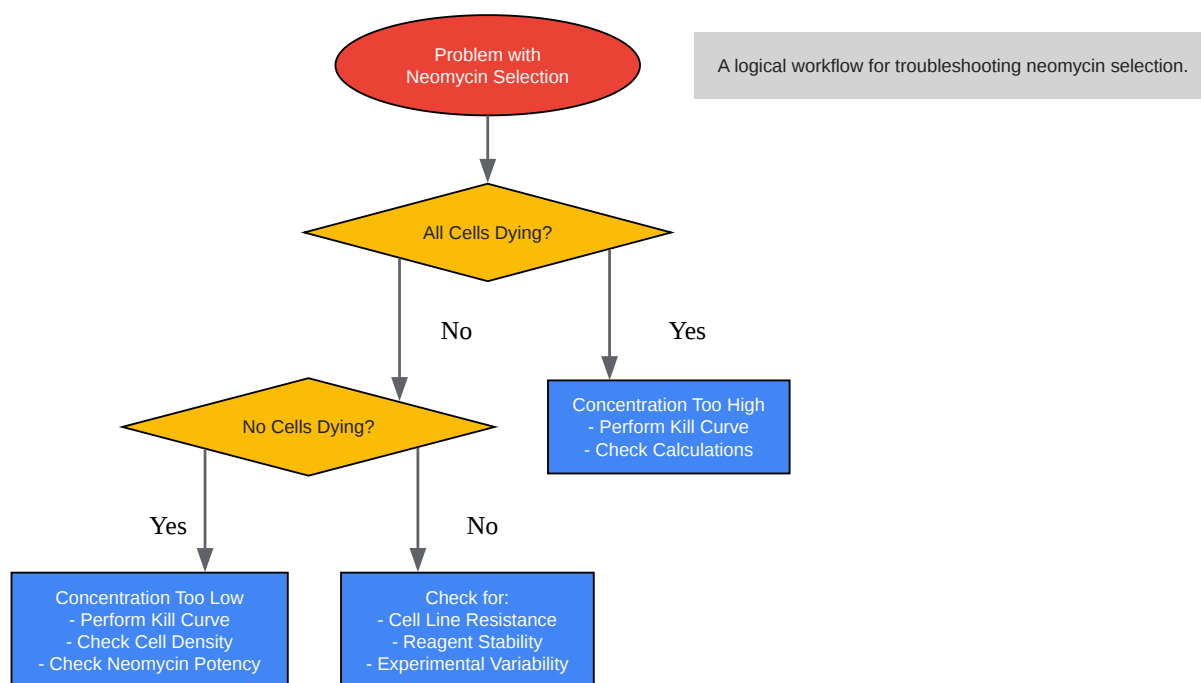 Problem with
Neomycin Selection
A logical workflow for troubleshooting neomycin selection.
All Cells Dying?
No
Yes
Concentration Too High
- Perform Kill Curve
- Check Calculations
No Cells Dying?
Yes
No
Concentration Too Low
- Perform Kill Curve
- Check Cell Density
- Check Neomycin Potency
Check for:
- Cell Line Resistance
- Reagent Stability
- Experimental Variability